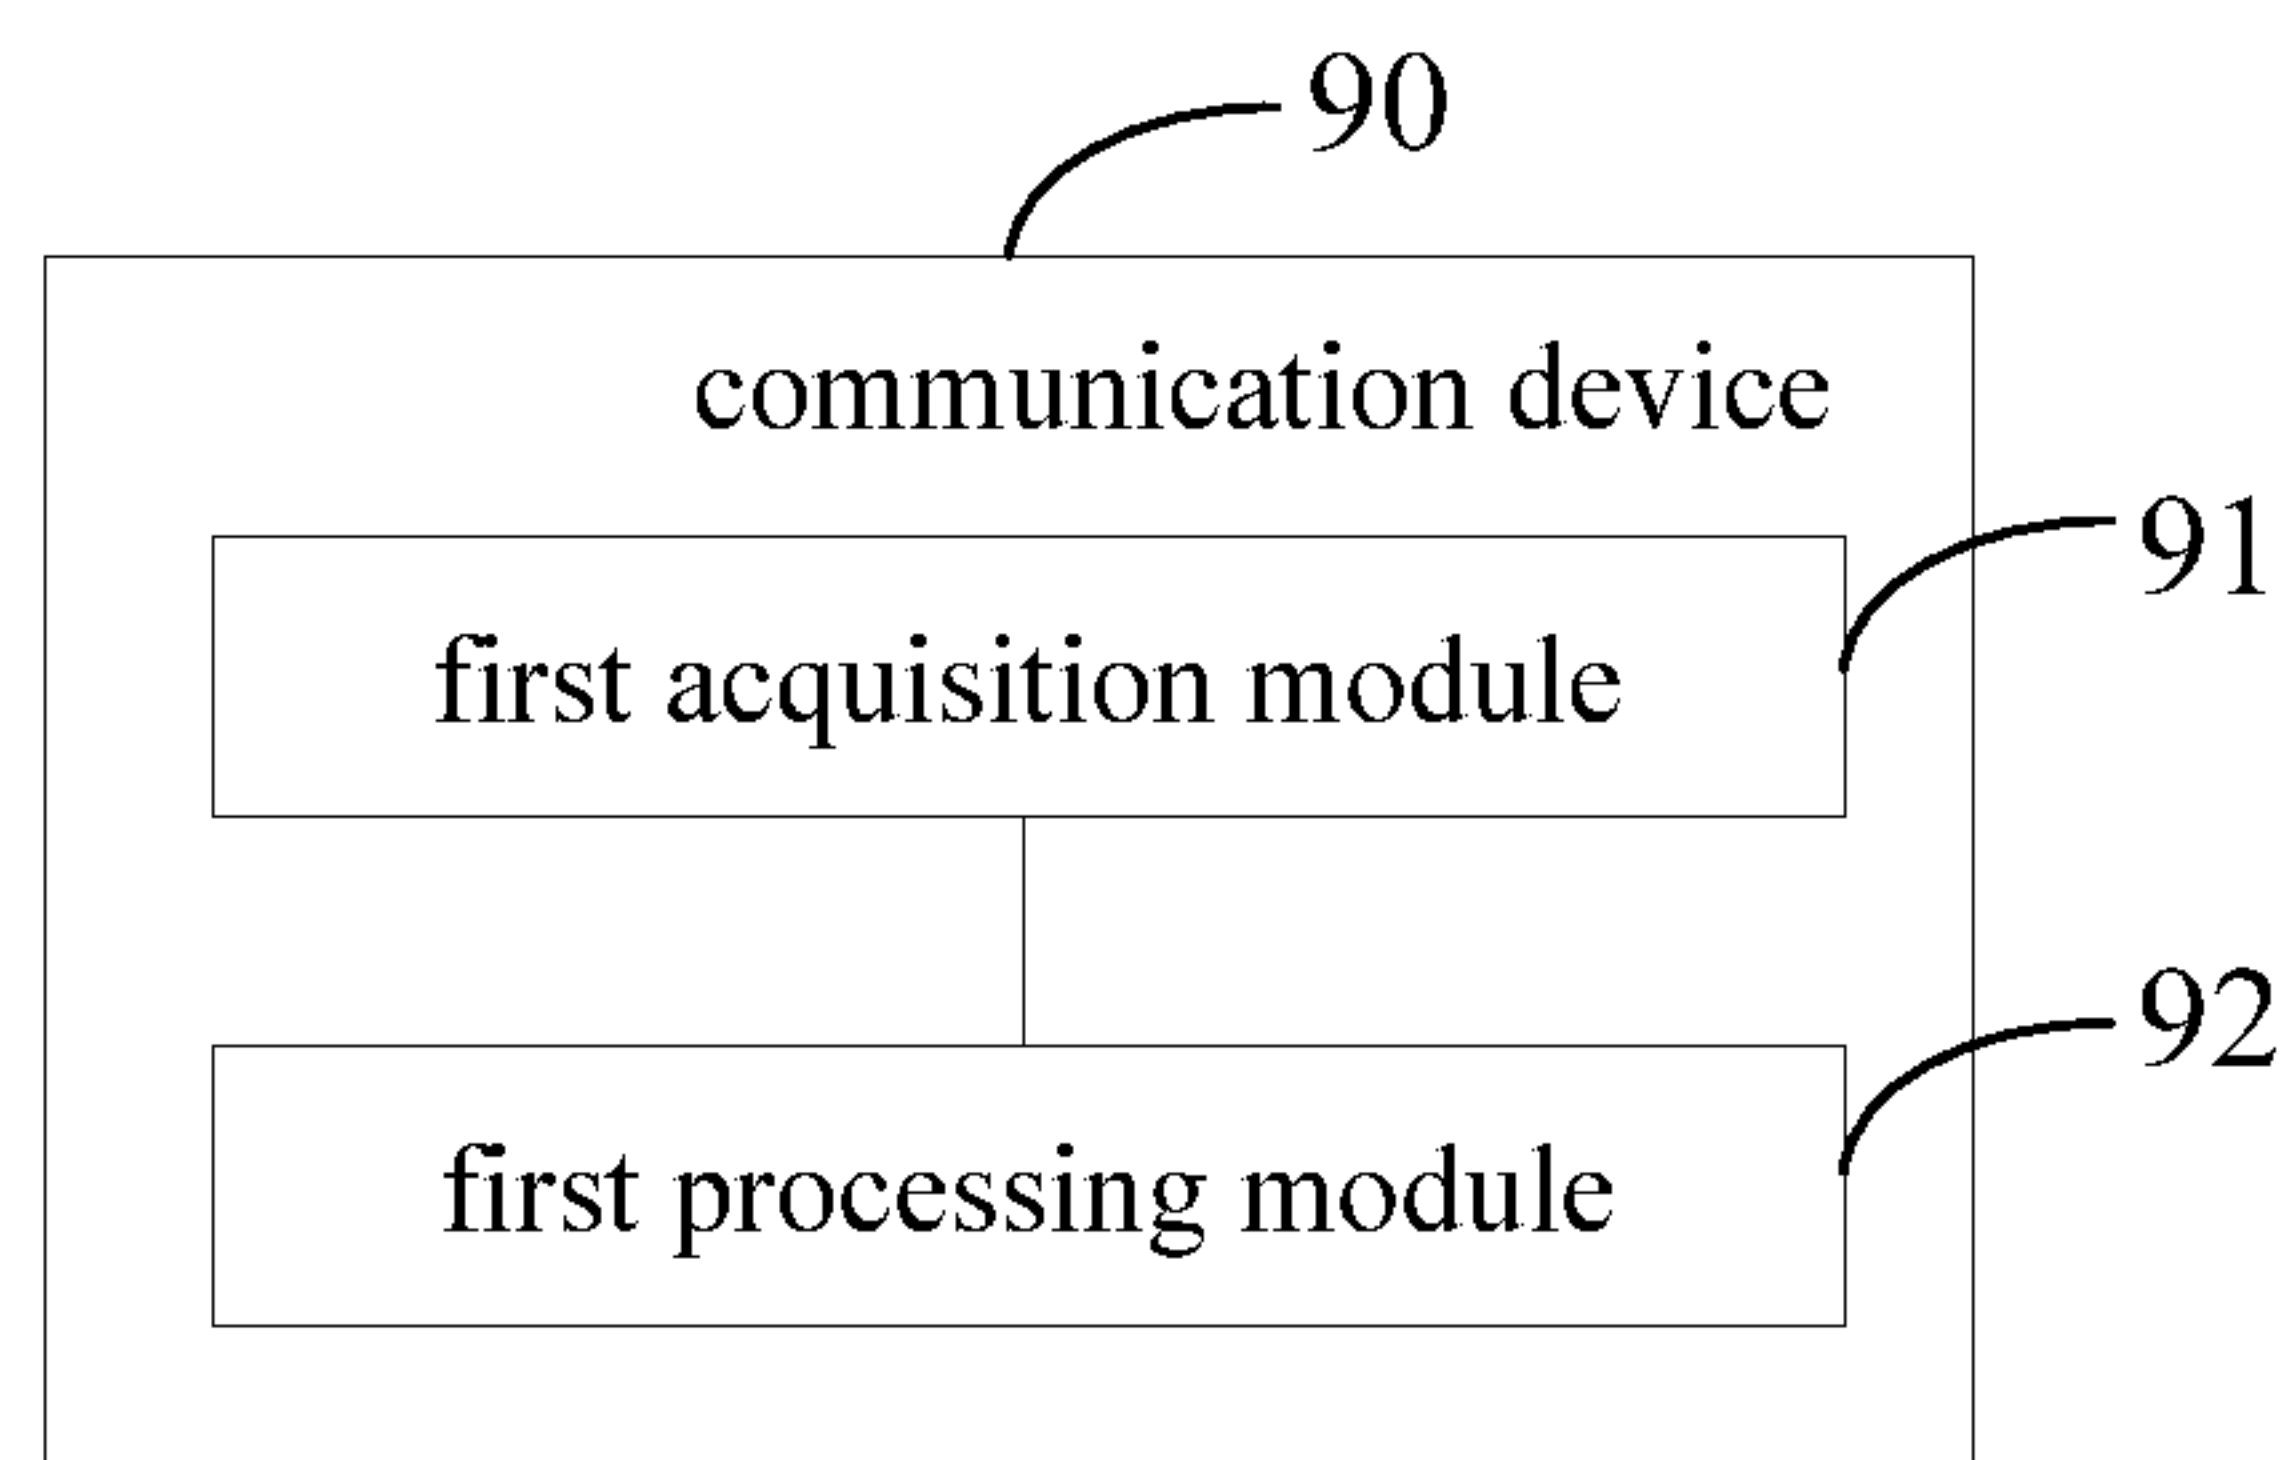 90
communication device
91
first acquisition module
92
first processing module